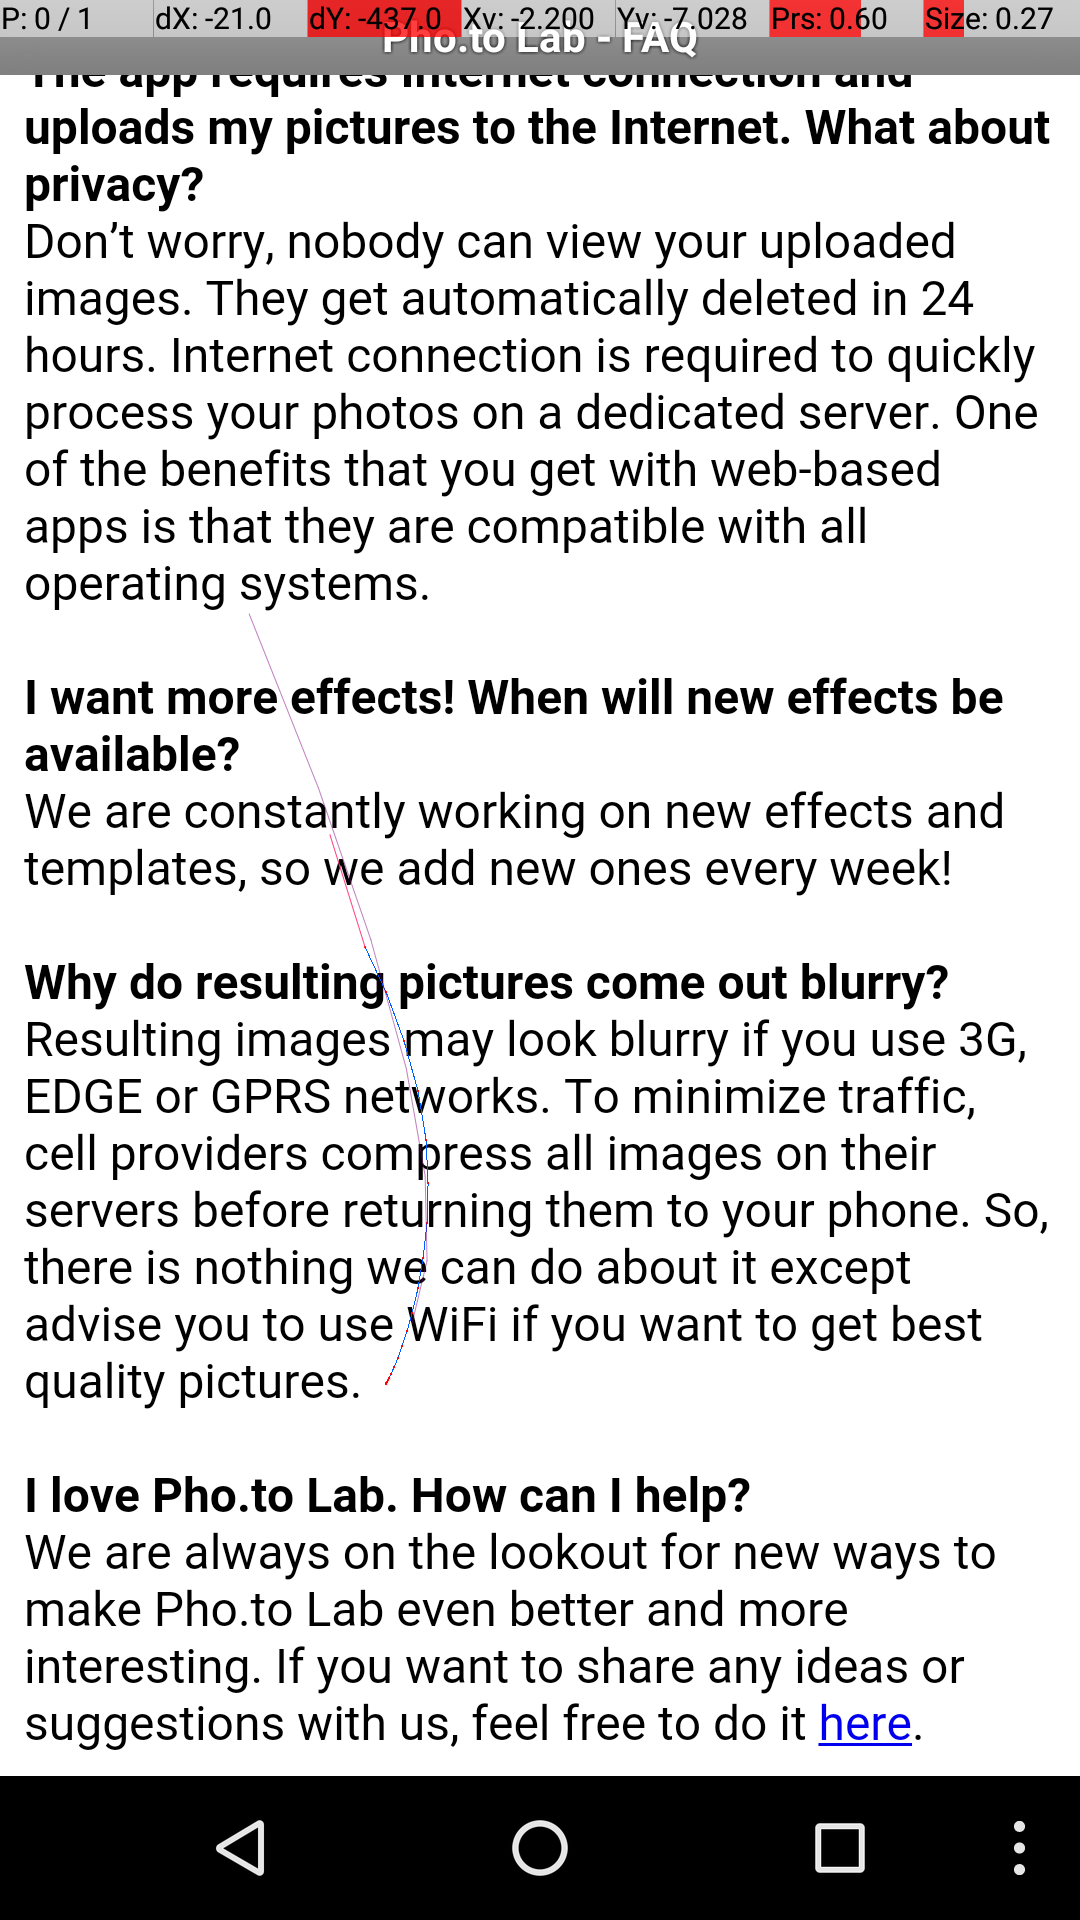 P: 0 / 1 dX: -21.0 dY: -437.0 Xv: -2.200 Yv: -7.028 Prs: 0.60 Size: 0.27
Pho.to Lab - FAQ
The app requires Internet connection and
uploads my pictures to the Internet. What about
privacy?
Don’t worry, nobody can view your uploaded
images. They get automatically deleted in 24
hours. Internet connection is required to quickly
process your photos on a dedicated server. One
of the benefits that you get with web-based
apps is that they are compatible with all
operating systems.
I want more effects! When will new effects be
available?
We are constantly working on new effects and
templates, so we add new ones every week!
Why do resulting pictures come out blurry?
Resulting images may look blurry if you use 3G,
EDGE or GPRS networks. To minimize traffic,
cell providers compress all images on their
servers before returning them to your phone. So,
there is nothing we can do about it except
advise you to use WiFi if you want to get best
quality pictures.
I love Pho.to Lab. How can I help?
We are always on the lookout for new ways to
make Pho.to Lab even better and more
interesting. If you want to share any ideas or
suggestions with us, feel free to do it here.